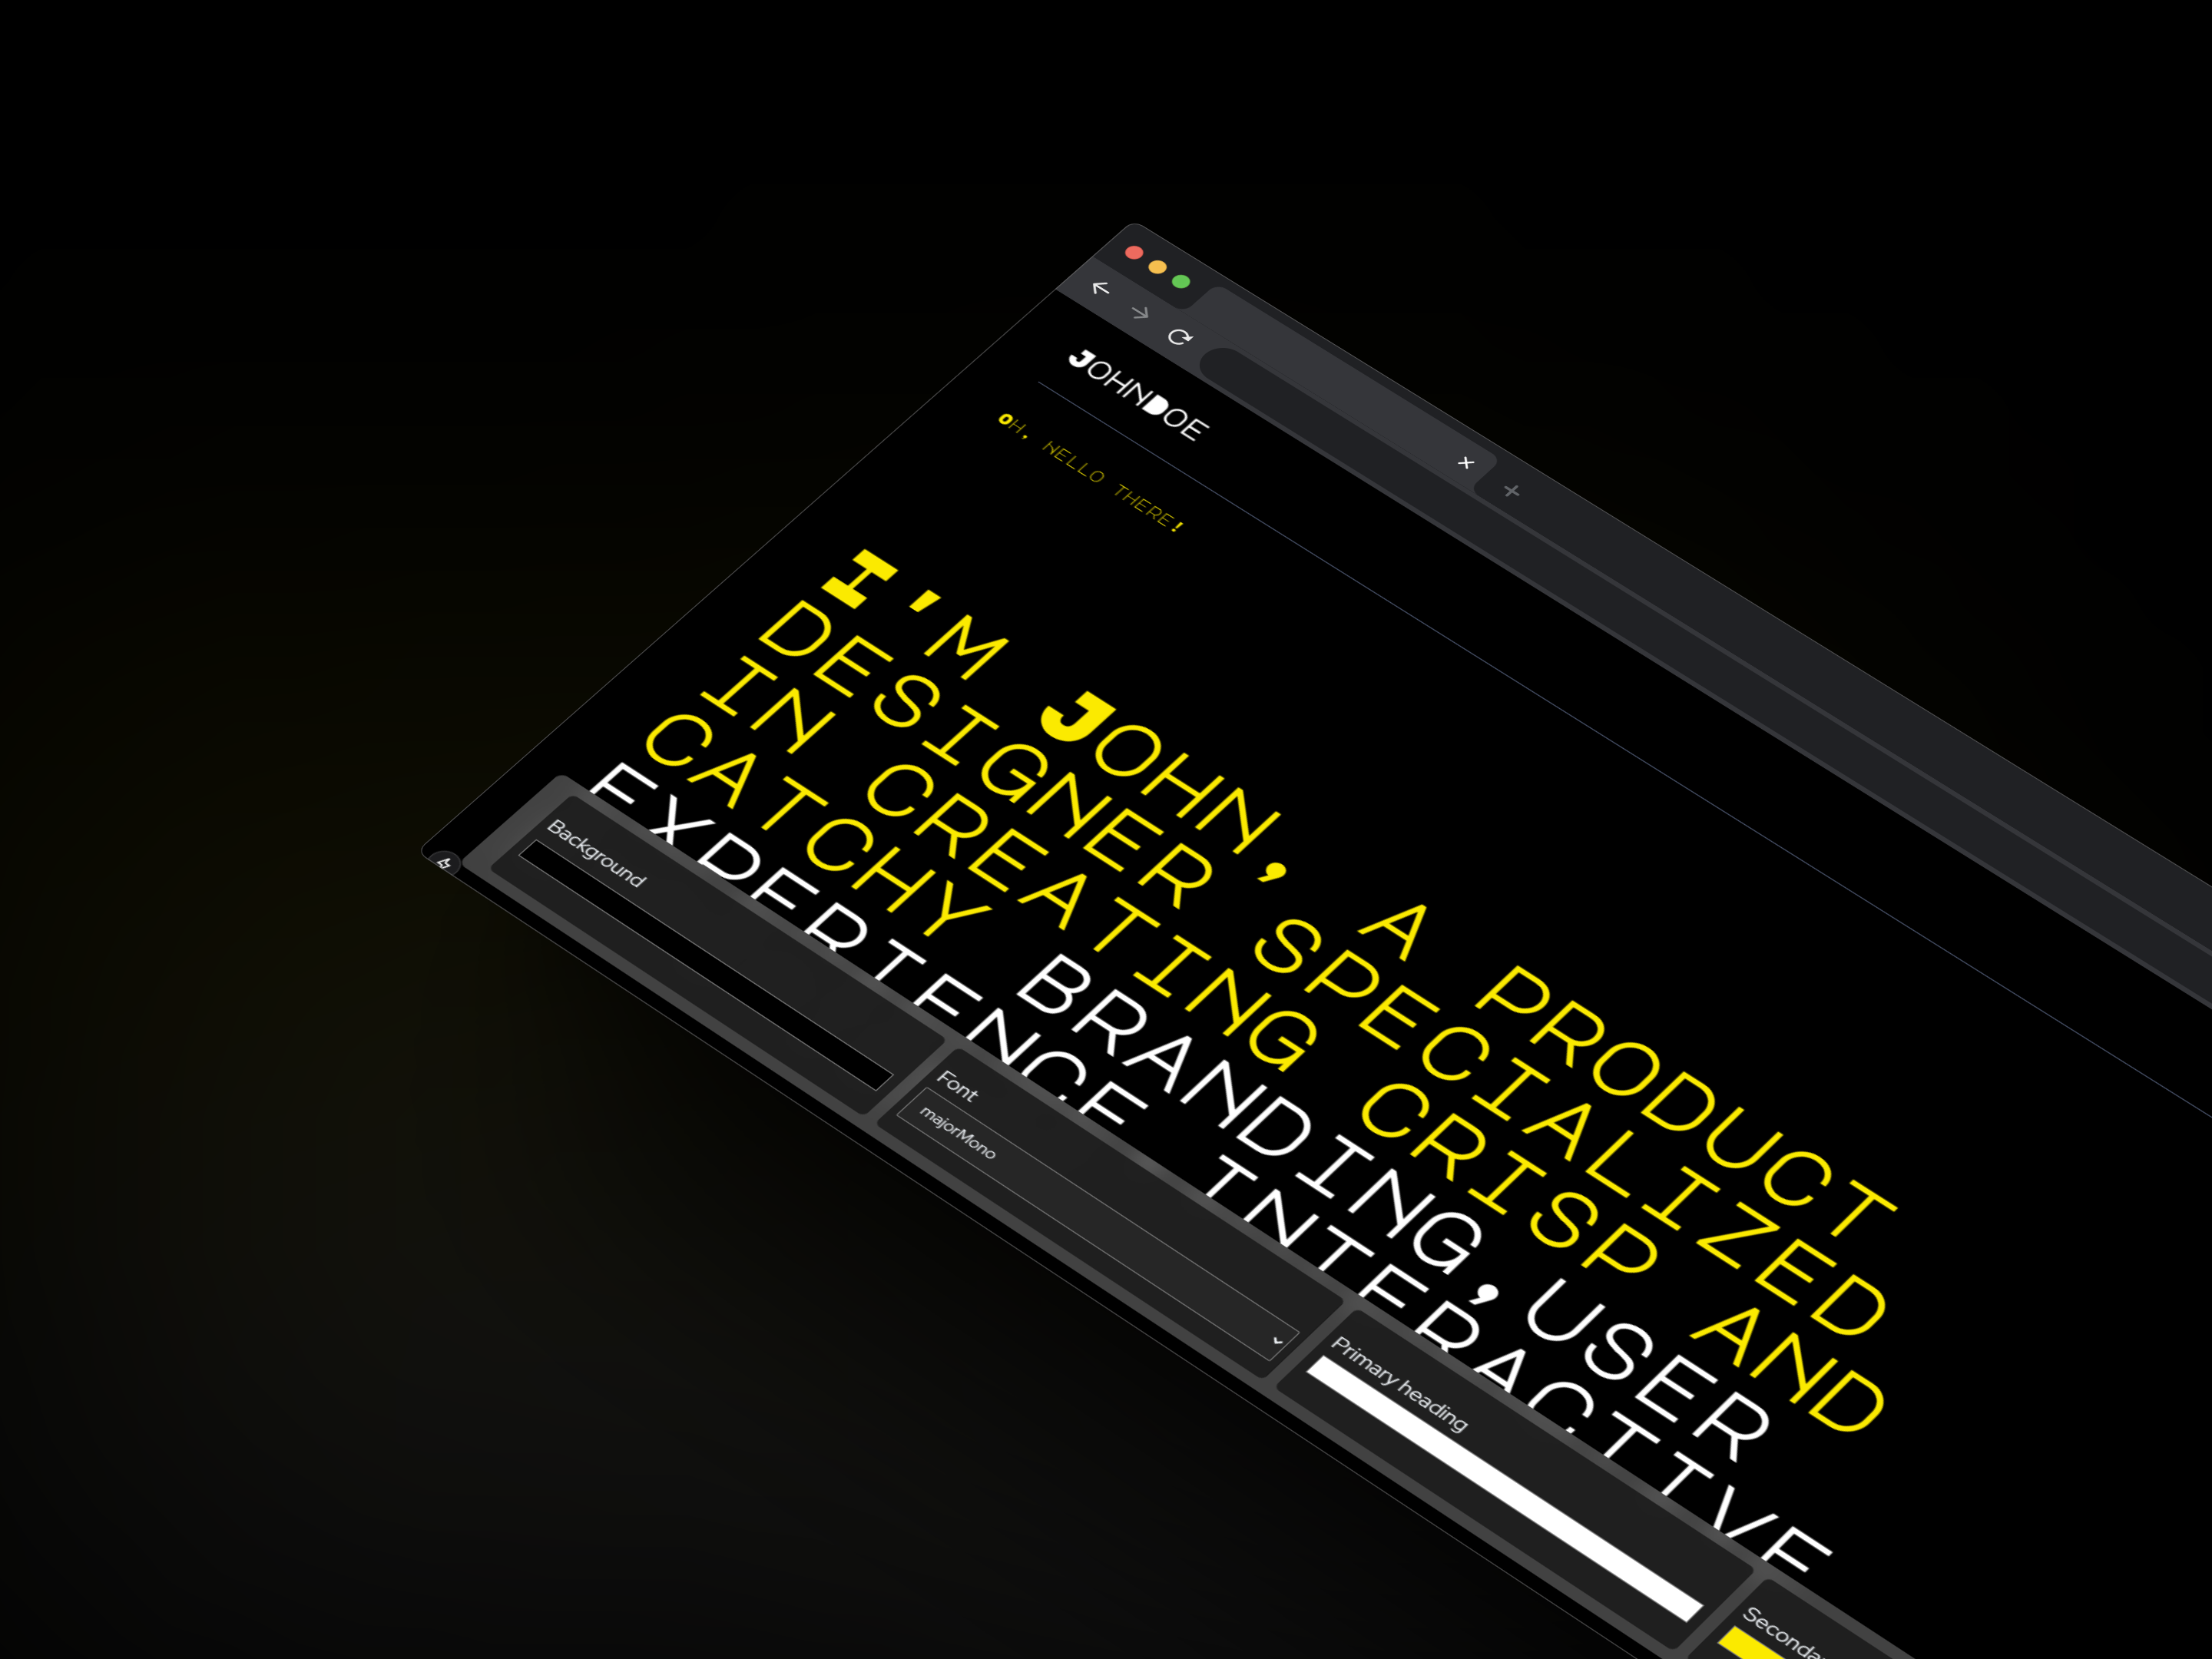 JOHNDOE
OH, HELLO THERE!
I'M JOHN, A PRODUCT
DESIGNER, SPECIALIZED
IN CREATING CRISP AND
CATCHY BRANDING, USER
EXPERIENCE INTERACTIVE
Background
Font
majorMono
Primary heading